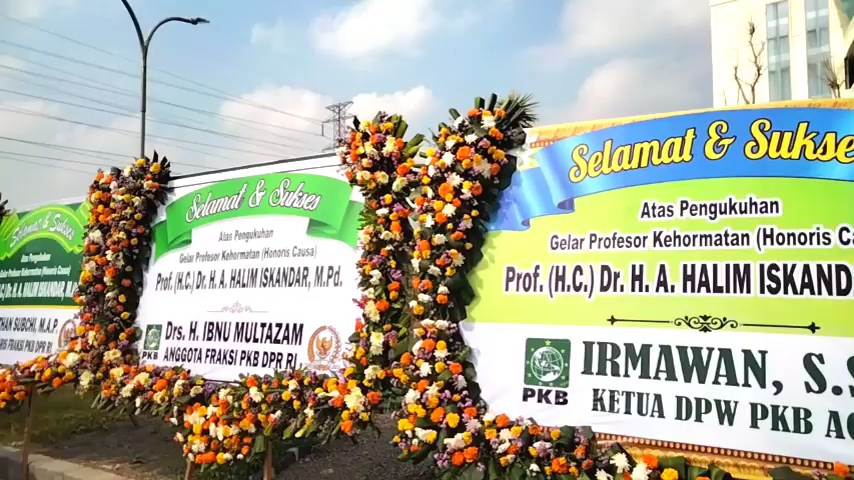 Selamat & Sukses
Atas Pengukuhan
Gelar Profesor Kehormatan (Honoris Causa)
Dr. H. A. HALIM ISKANDAR, M.
SUBCHI, M.A.P.
PKB DPR RI
Selamat & Sukses
Atas Pengukuhan
Gelar Profesor Kehormatan (Honoris Causa)
Prof. (H.C.) Dr. H. A. HALIM ISKANDAR, M.Pd.
PKB
Drs. H. IBNU MULTAZAM
ANGGOTA FRAKSI PKB DPR RI
Selamat & Sukse
Atas Pengukuhan
Gelar Profesor Kehormatan (Honoris Ca
Prof. (H.C.) Dr. H. A. HALIM ISKAND
PKB
IRMAWAN, S.S
KETUA DPW PKB AC